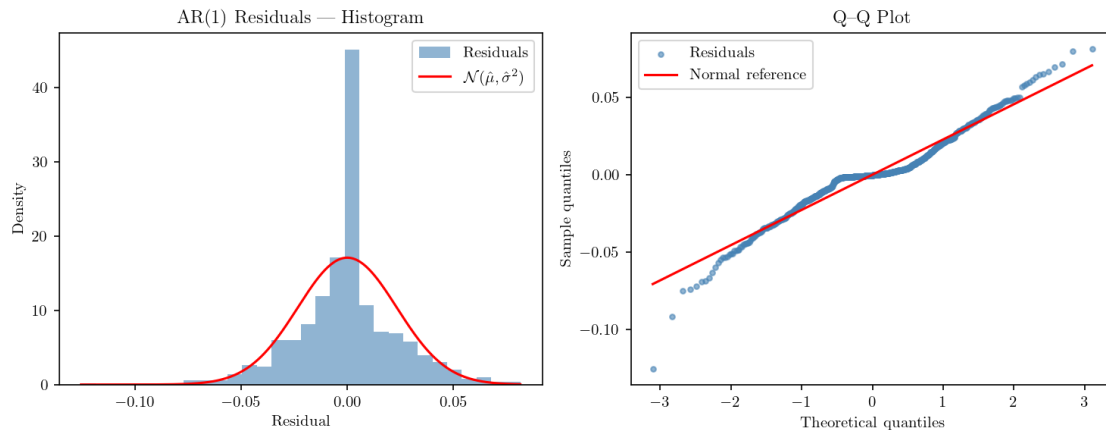 AR(1) Residuals — Histogram
Residuals
𝒩(μ̂, σ̂²)
Density
40
30
20
10
0
−0.10
−0.05
0.00
0.05
Residual
Q–Q Plot
Residuals
Normal reference
Sample quantiles
0.05
0.00
−0.05
−0.10
−3
−2
−1
0
1
2
3
Theoretical quantiles